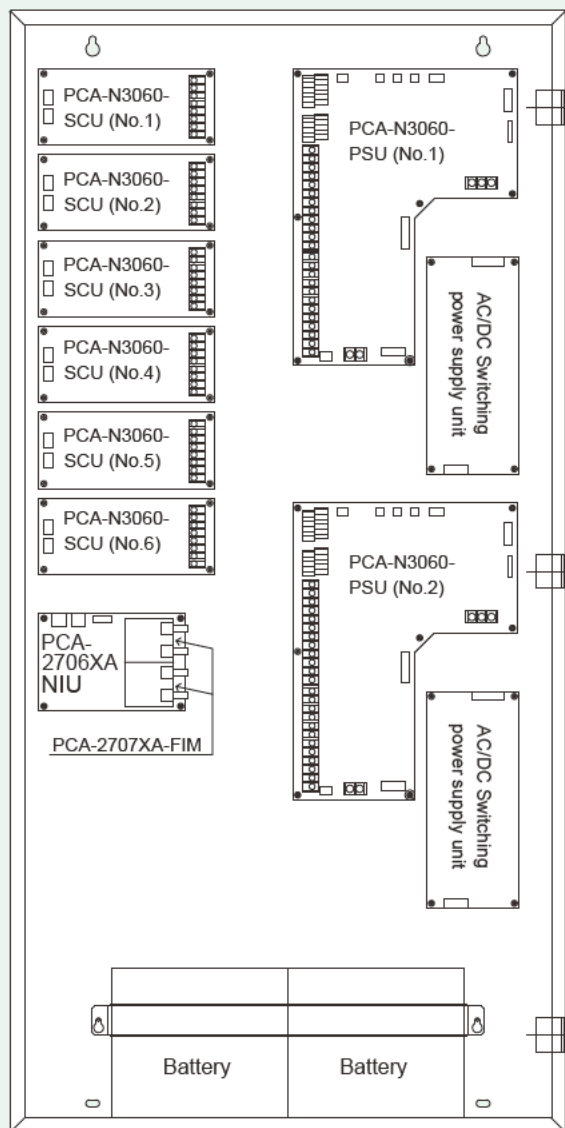 PCA-N3060-
SCU (No.1)
PCA-N3060-
SCU (No.2)
PCA-N3060-
SCU (No.3)
PCA-N3060-
SCU (No.4)
PCA-N3060-
SCU (No.5)
PCA-N3060-
SCU (No.6)
PCA-
2706XA
NIU
PCA-2707XA-FIM
PCA-N3060-
PSU (No.1)
AC/DC Switching
power supply unit
PCA-N3060-
PSU (No.2)
AC/DC Switching
power supply unit
Battery
Battery